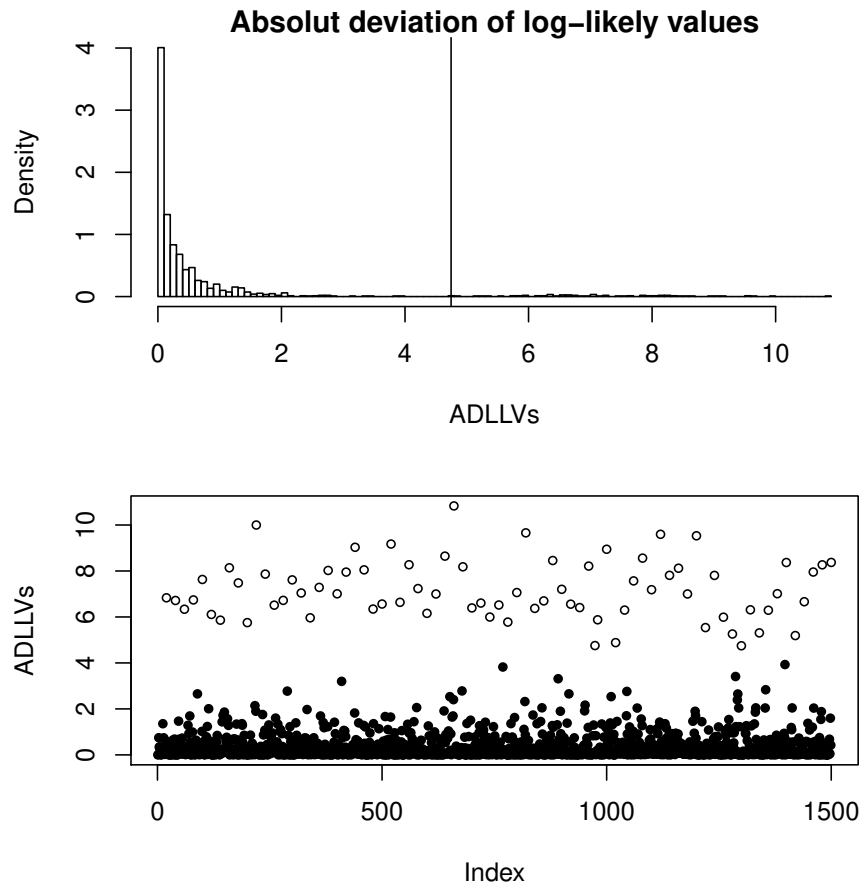 Absolut deviation of log−likely values
Density
0 1 2 3 4
0 2 4 6 8 10
ADLLVs
ADLLVs
0 2 4 6 8 10
0 500 1000 1500
Index